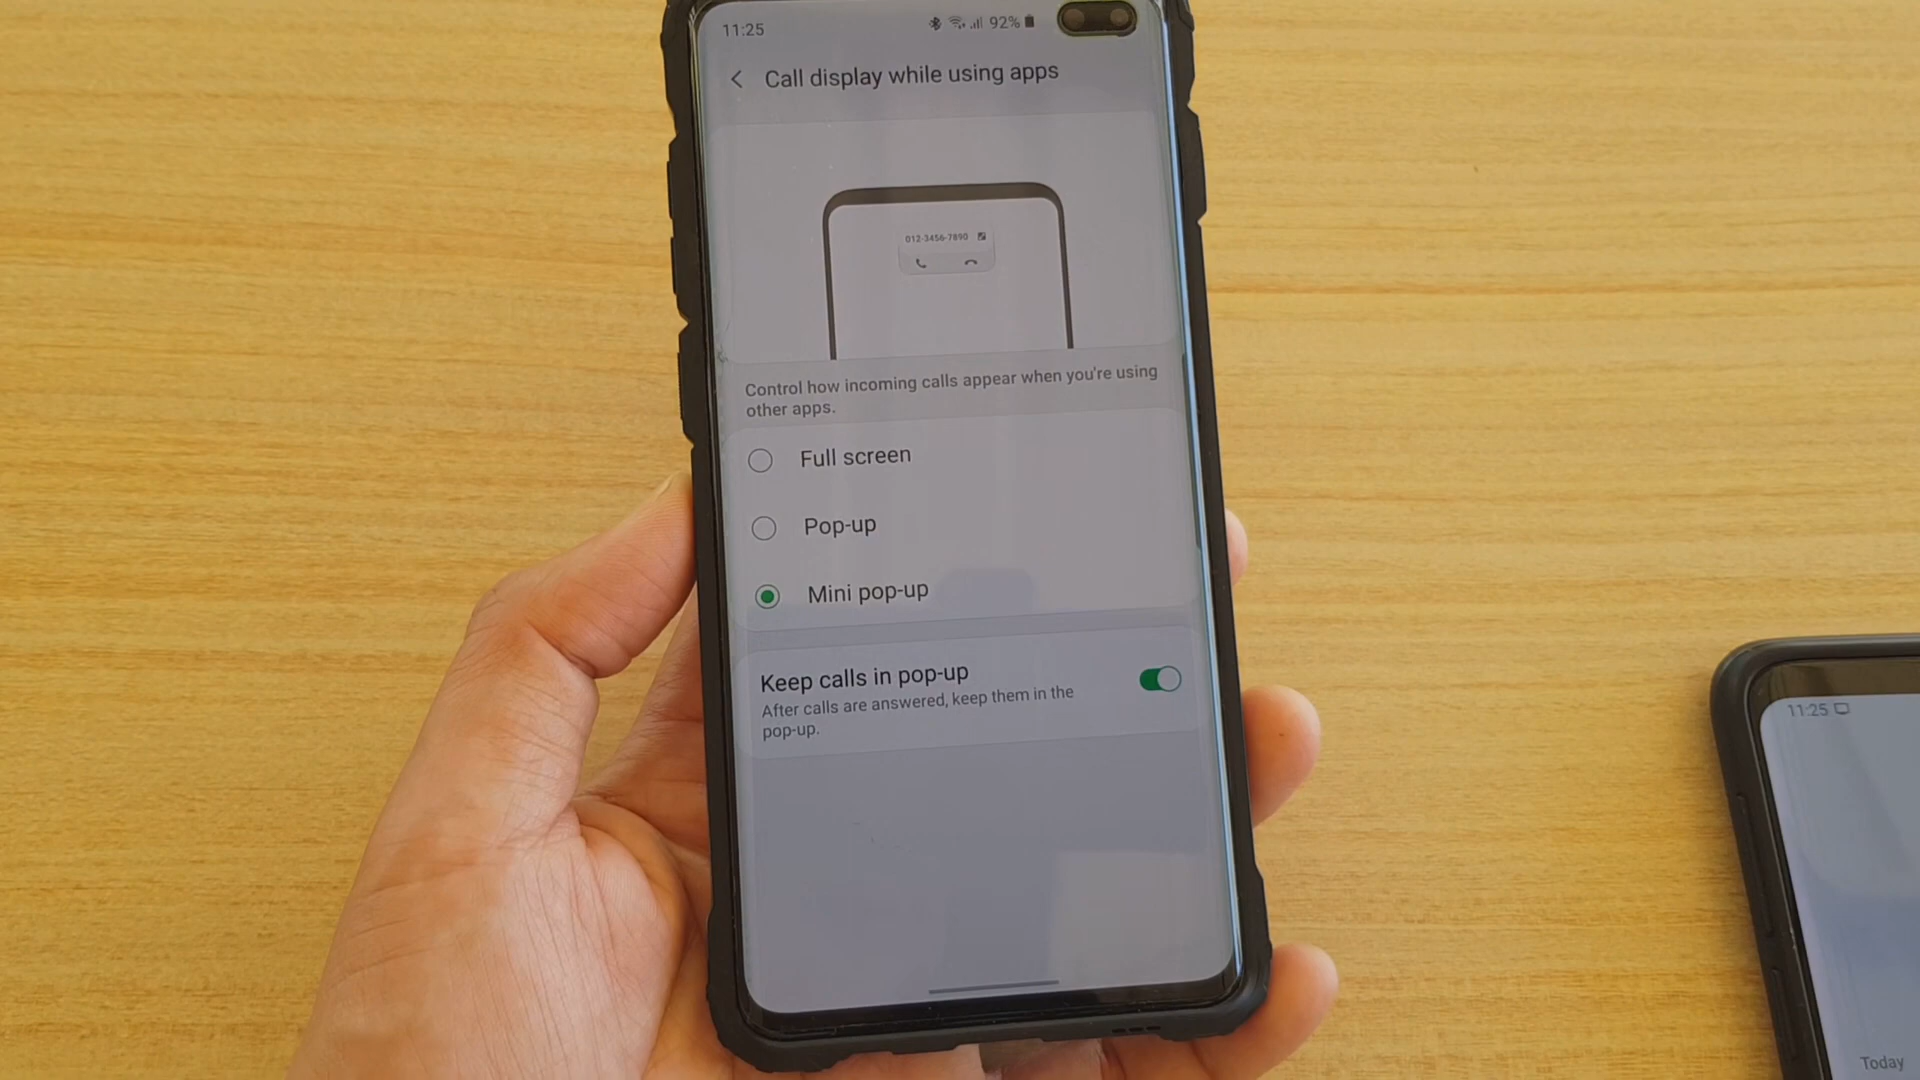 11:25
92%
Call display while using apps
012-3456-7890
Control how incoming calls appear when you're using
other apps.
Full screen
Pop-up
Mini pop-up
Keep calls in pop-up
After calls are answered, keep them in the
pop-up.
11:25
Today